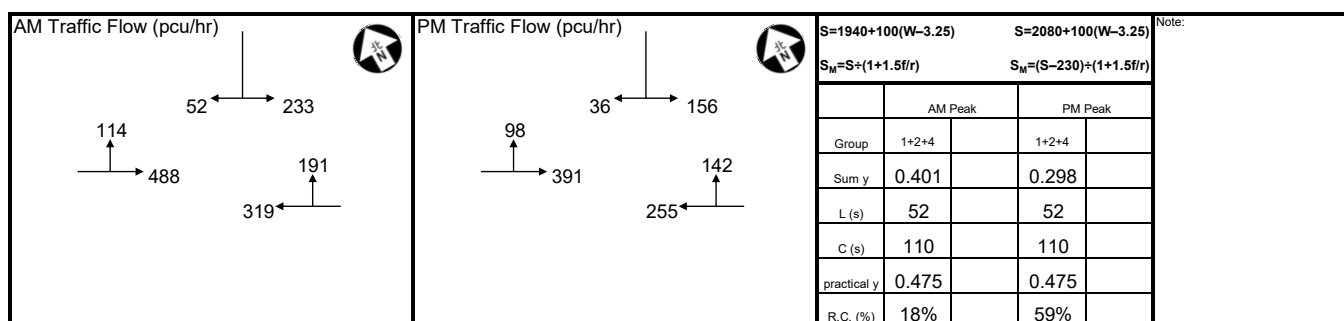 AM Traffic Flow (pcu/hr)
北
N
52
233
114
488
191
319
PM Traffic Flow (pcu/hr)
北
N
36
156
98
391
142
255
S=1940+100(W–3.25) S=2080+100(W–3.25)
S_M=S÷(1+1.5f/r) S_M=(S–230)÷(1+1.5f/r)
AM Peak PM Peak
Group 1+2+4 1+2+4
Sum y 0.401 0.298
L (s) 52 52
C (s) 110 110
practical y 0.475 0.475
R.C. (%) 18% 59%
Note: